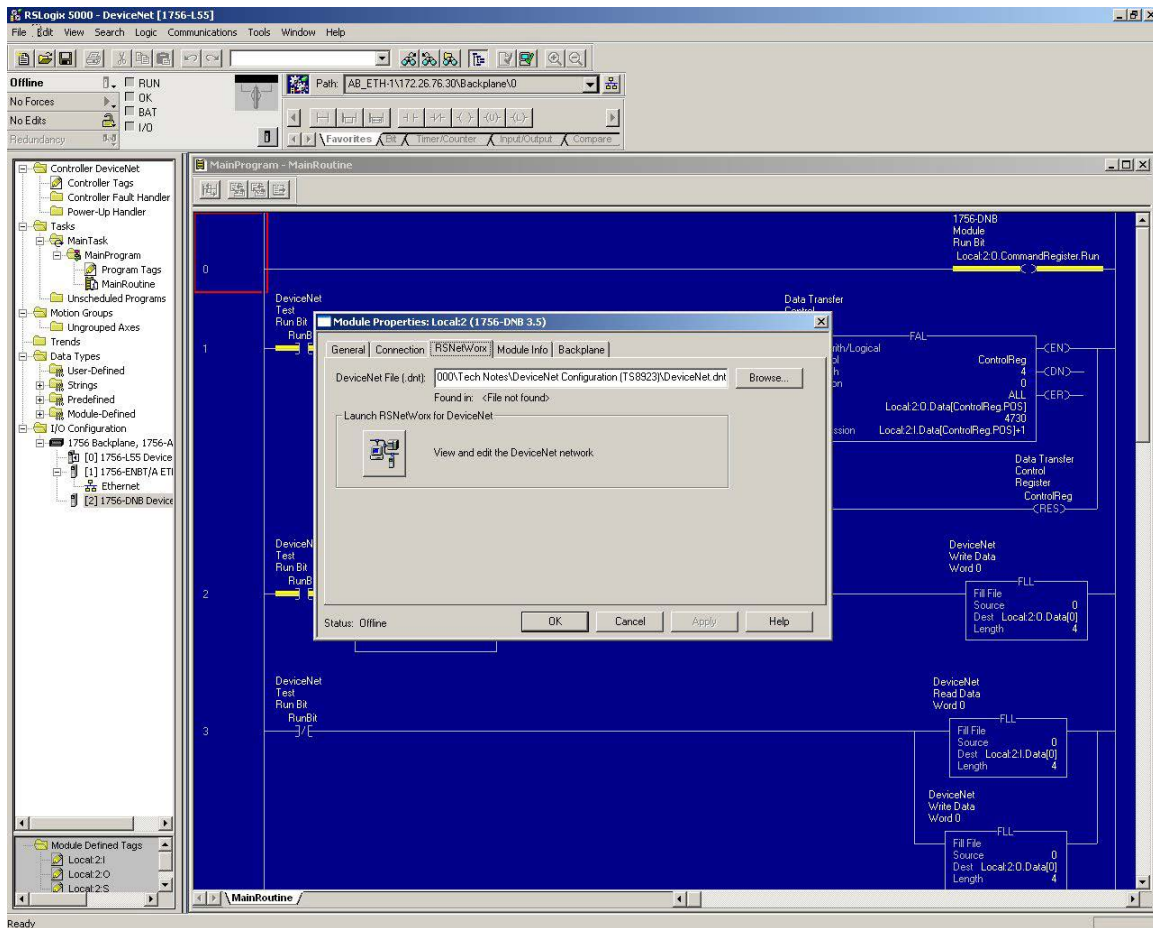 RSLogix 5000 - DeviceNet [1756-L55]
File Edit View Search Logic Communications Tools Window Help
Offline
RUN
No Forces
OK
No Edits
BAT
Redundancy
I/O
Path: AB_ETH-1\172.26.76.30\Backplane\0
Favorites Bit Timer/Counter Input/Output Compare
Controller DeviceNet
Controller Tags
Controller Fault Handler
Power-Up Handler
Tasks
MainTask
MainProgram
Program Tags
MainRoutine
Unscheduled Programs
Motion Groups
Ungrouped Axes
Trends
Data Types
User-Defined
Strings
Predefined
Module-Defined
I/O Configuration
1756 Backplane, 1756-A
[0] 1756-L55 Device
[1] 1756-ENBT/A ETI
Ethernet
[2] 1756-DNB Device
Module Defined Tags
Local:2:I
Local:2:O
Local:2:S
MainProgram - MainRoutine
0
1756-DNB
Module
Run Bit
Local:2:O.CommandRegister.Run
1
DeviceNet
Test
Run Bit
RunB
Data Transfer
FAL
rith/Logical
ControlReg
4
0
ALL
Local:2:O.Data[ControlReg.POS]
4730
ssion Local:2:I.Data[ControlReg.POS]+1
EN
DN
ER
Data Transfer
Control
Register
ControlReg
RES
Module Properties: Local:2 (1756-DNB 3.5)
General Connection RSNetWorx Module Info Backplane
DeviceNet File (.dnt): 000\Tech Notes\DeviceNet Configuration (TS8923)\DeviceNet.dnt Browse...
Found in: <File not found>
Launch RSNetWorx for DeviceNet
View and edit the DeviceNet network
Status: Offline
OK Cancel Apply Help
2
DeviceN
Test
Run Bit
RunB
DeviceNet
Write Data
Word 0
FLL
Fill File
Source 0
Dest Local:2:O.Data[0]
Length 4
3
DeviceNet
Test
Run Bit
RunBit
DeviceNet
Read Data
Word 0
FLL
Fill File
Source 0
Dest Local:2:I.Data[0]
Length 4
DeviceNet
Write Data
Word 0
FLL
Fill File
Source 0
Dest Local:2:O.Data[0]
Length 4
MainRoutine
Ready